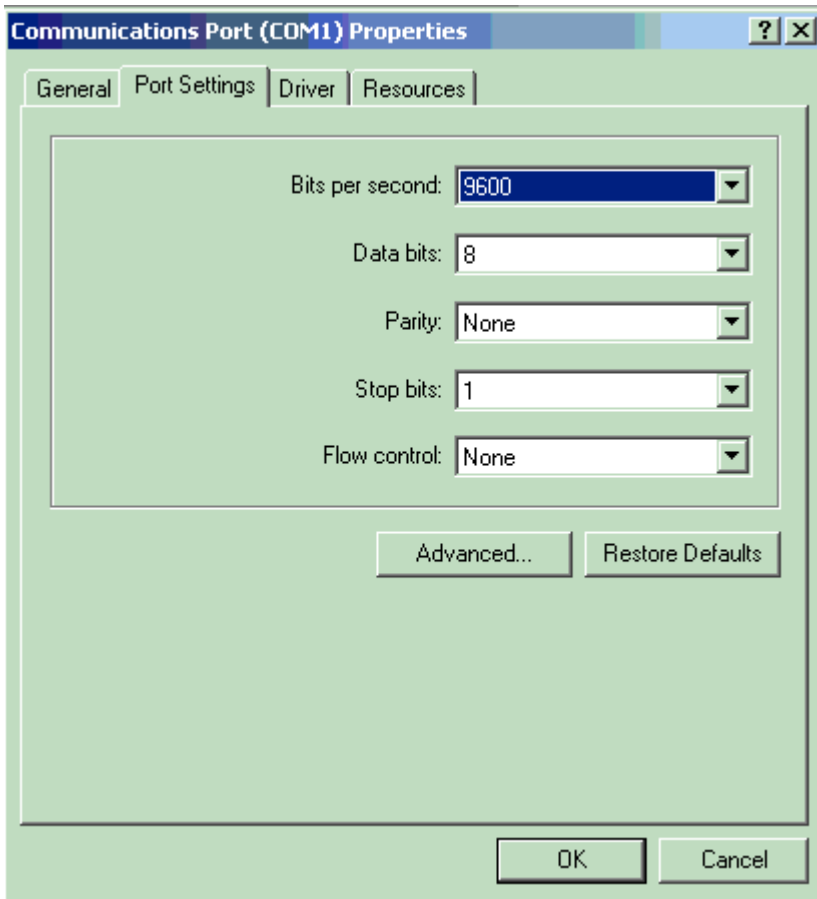 Communications Port (COM1) Properties ? X
General Port Settings Driver Resources
Bits per second: 9600
Data bits: 8
Parity: None
Stop bits: 1
Flow control: None
Advanced... Restore Defaults
OK Cancel